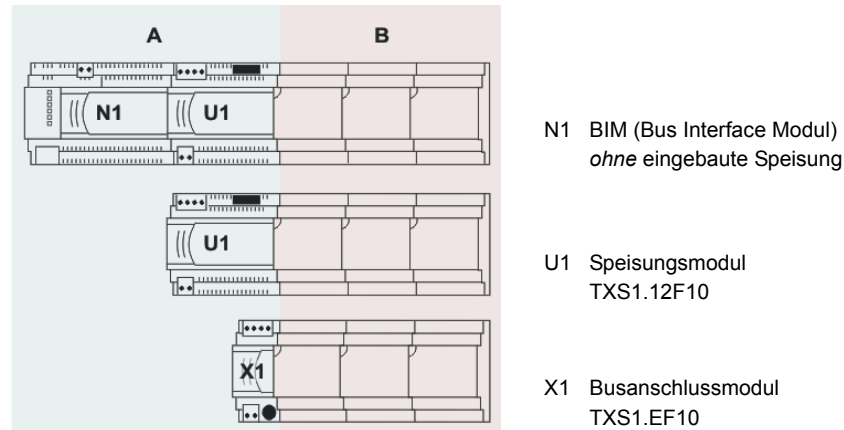 A B
N1 U1
N1 BIM (Bus Interface Modul)
ohne eingebaute Speisung
U1
U1 Speisungsmodul
TXS1.12F10
X1
X1 Busanschlussmodul
TXS1.EF10